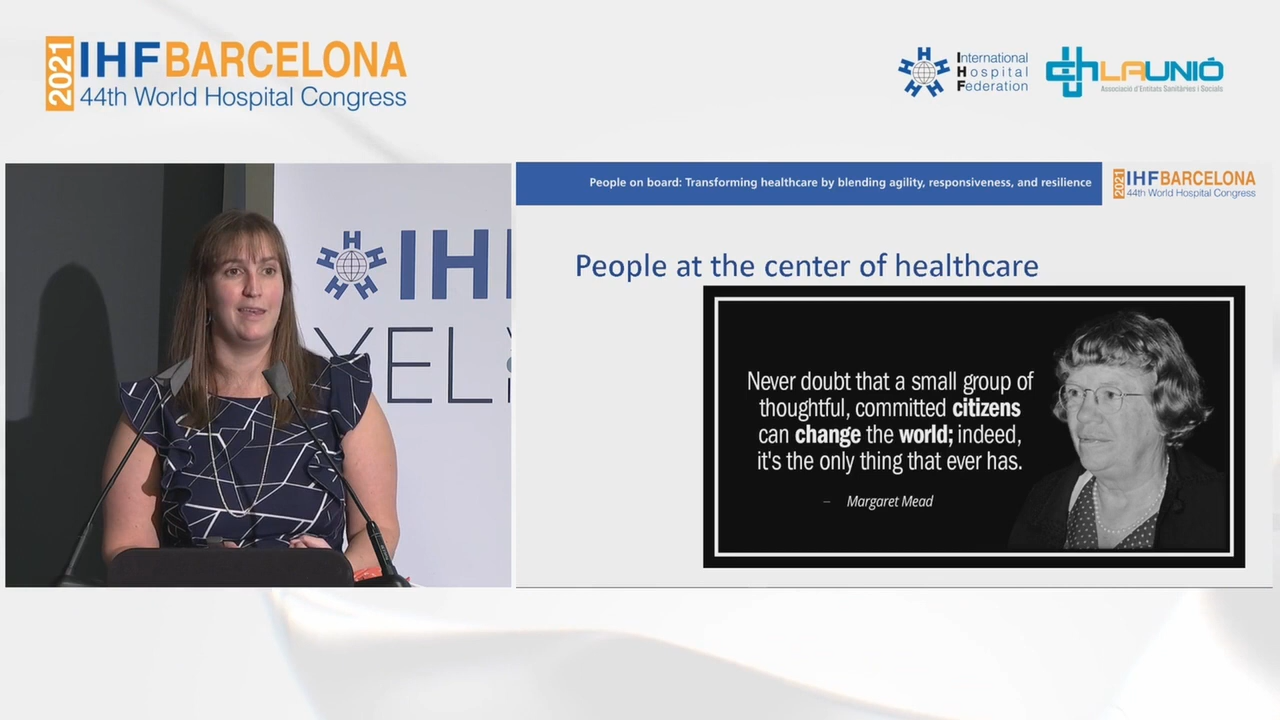 2021 IHF BARCELONA
44th World Hospital Congress
International
Hospital
Federation
LAUNIÓ
Associació d'Entitats Sanitàries i Socials
IH
YEL
People on board: Transforming healthcare by blending agility, responsiveness, and resilience
2021 IHF BARCELONA
44th World Hospital Congress
People at the center of healthcare
Never doubt that a small group of
thoughtful, committed citizens
can change the world; indeed,
it's the only thing that ever has.
– Margaret Mead